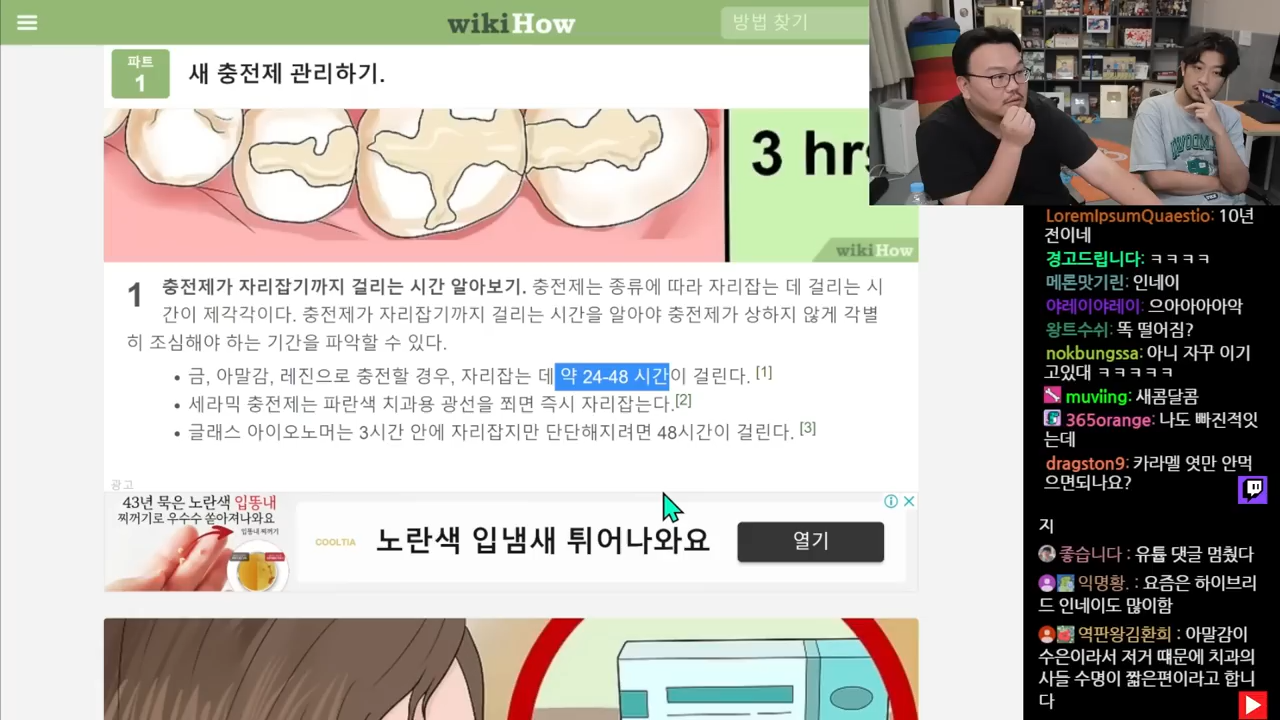 wikiHow
방법 찾기
파트
1
새 충전제 관리하기.
3 hrs
wikiHow
1 충전제가 자리잡기까지 걸리는 시간 알아보기. 충전제는 종류에 따라 자리잡는 데 걸리는 시
간이 제각각이다. 충전제가 자리잡기까지 걸리는 시간을 알아야 충전제가 상하지 않게 각별
히 조심해야 하는 기간을 파악할 수 있다.
• 금, 아말감, 레진으로 충전할 경우, 자리잡는 데 약 24-48 시간이 걸린다. [1]
• 세라믹 충전제는 파란색 치과용 광선을 쬐면 즉시 자리잡는다.[2]
• 글래스 아이오노머는 3시간 안에 자리잡지만 단단해지려면 48시간이 걸린다. [3]
광고
43년 묵은 노란색 입똥내
찌꺼기로 우수수 쏟아져나와요
COOLTIA
노란색 입냄새 튀어나와요
열기
LoremIpsumQuaestio: 10년
전이네
경고드립니다: ㅋㅋㅋㅋ
메론맛기린: 인네이
야레이야레이: 으아아아아악
왕트수쉬: 똑 떨어짐?
nokbungssa: 아니 자꾸 이기
고있대 ㅋㅋㅋㅋㅋ
muviing: 새콤달콤
365orange: 나도 빠진적잇
는데
dragston9: 카라멜 엿만 안먹
으면되나요?
지
좋습니다 : 유튭 댓글 멈췄다
익명황. : 요즘은 하이브리
드 인네이도 많이함
역판왕김환희 : 아말감이
수은이라서 저거 때문에 치과의
사들 수명이 짧은편이라고 합니
다